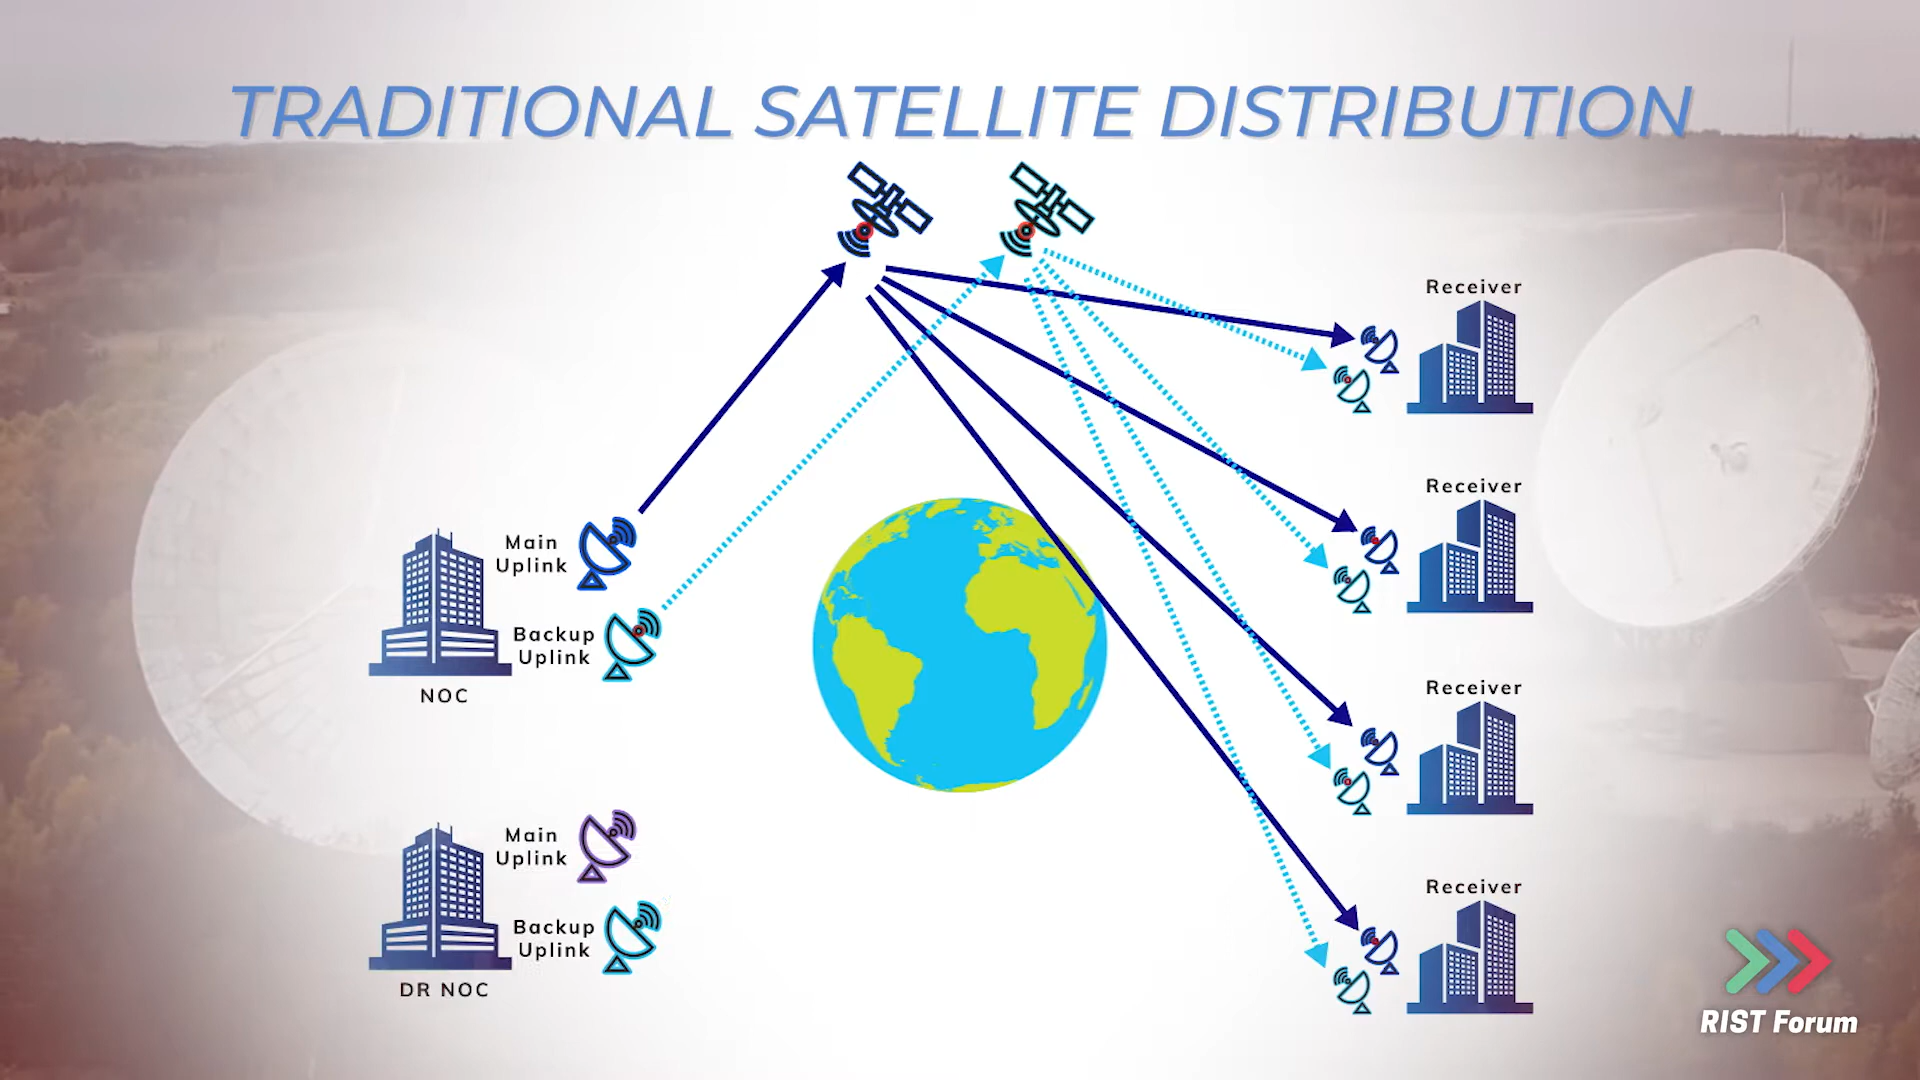 TRADITIONAL SATELLITE DISTRIBUTION
Receiver
Receiver
Main
Uplink
Backup
Uplink
NOC
Receiver
Main
Uplink
Backup
Uplink
DR NOC
Receiver
RIST Forum